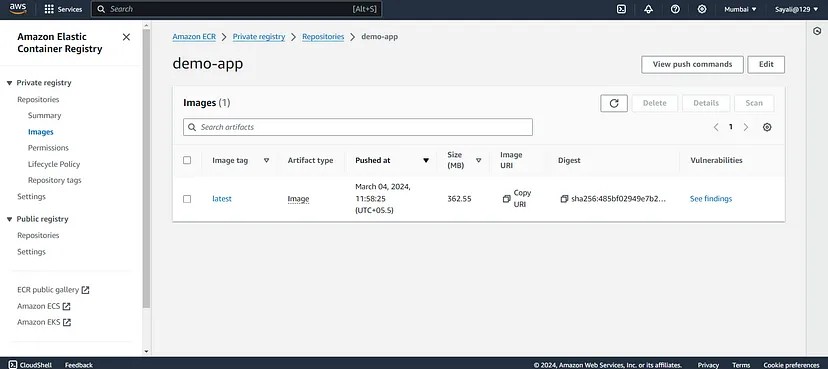 aws
Services
Search [Alt+S]
Mumbai
Sayali@129
Amazon Elastic
Container Registry
Private registry
Repositories
Summary
Images
Permissions
Lifecycle Policy
Repository tags
Settings
Public registry
Repositories
Settings
ECR public gallery
Amazon ECS
Amazon EKS
Amazon ECR > Private registry > Repositories > demo-app
demo-app
View push commands Edit
Images (1)
Delete Details Scan
Search artifacts
1
Image tag Artifact type Pushed at Size (MB) Image URI Digest Vulnerabilities
latest Image March 04, 2024, 11:58:25 (UTC+05.5) 362.55 Copy URI sha256:485bf02949e7b2... See findings
CloudShell Feedback © 2024, Amazon Web Services, Inc. or its affiliates. Privacy Terms Cookie preferences